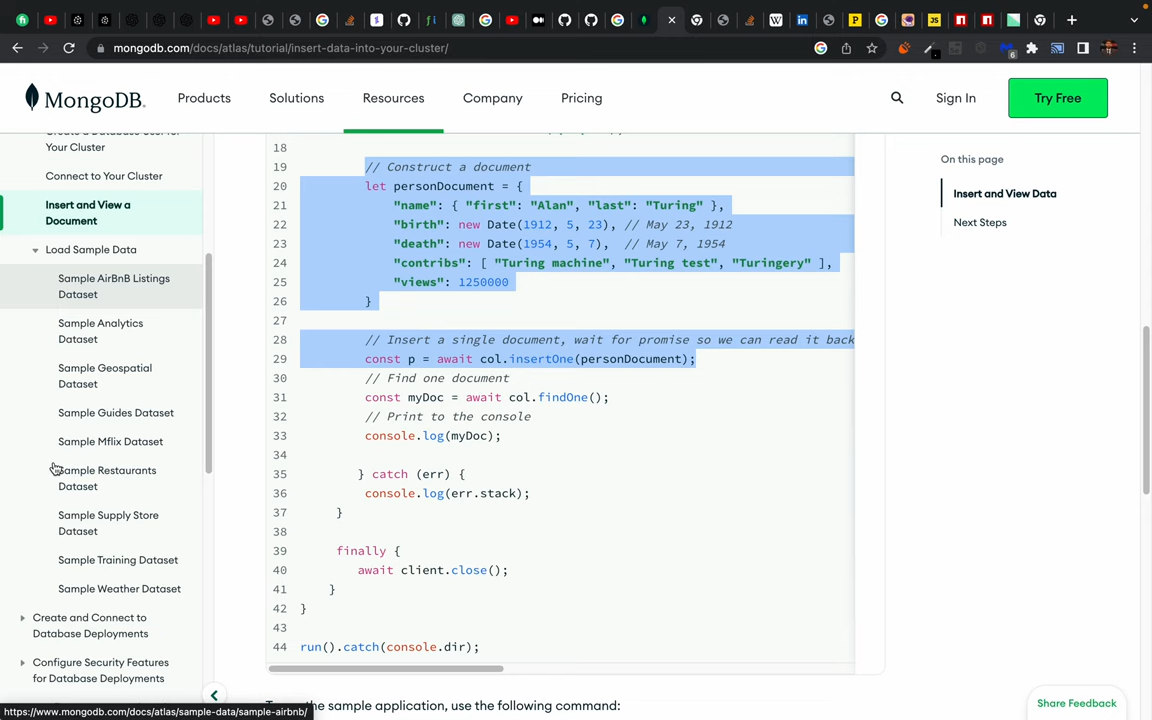 mongodb.com/docs/atlas/tutorial/insert-data-into-your-cluster/
6
MongoDB.
Products
Solutions
Resources
Company
Pricing
Sign In
Try Free
Your Cluster
Connect to Your Cluster
Insert and View a
Document
Load Sample Data
Sample AirBnB Listings
Dataset
Sample Analytics
Dataset
Sample Geospatial
Dataset
Sample Guides Dataset
Sample Mflix Dataset
Sample Restaurants
Dataset
Sample Supply Store
Dataset
Sample Training Dataset
Sample Weather Dataset
Create and Connect to
Database Deployments
Configure Security Features
for Database Deployments
https://www.mongodb.com/docs/atlas/sample-data/sample-airbnb/
18
19 // Construct a document
20 let personDocument = {
21 "name": { "first": "Alan", "last": "Turing" },
22 "birth": new Date(1912, 5, 23), // May 23, 1912
23 "death": new Date(1954, 5, 7), // May 7, 1954
24 "contribs": [ "Turing machine", "Turing test", "Turingery" ],
25 "views": 1250000
26 }
27
28 // Insert a single document, wait for promise so we can read it back
29 const p = await col.insertOne(personDocument);
30 // Find one document
31 const myDoc = await col.findOne();
32 // Print to the console
33 console.log(myDoc);
34
35 } catch (err) {
36 console.log(err.stack);
37 }
38
39 finally {
40 await client.close();
41 }
42 }
43
44 run().catch(console.dir);
the sample application, use the following command:
On this page
Insert and View Data
Next Steps
Share Feedback